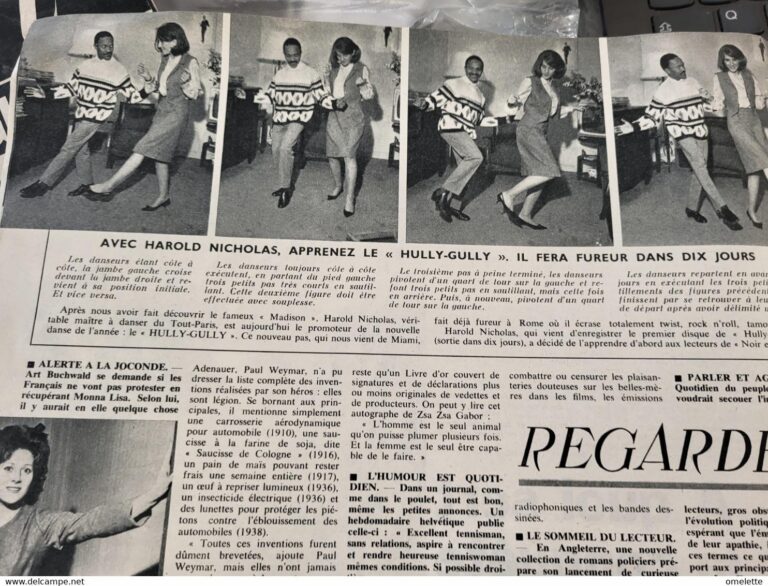 AVEC HAROLD NICHOLAS, APPRENEZ LE « HULLY-GULLY ». IL FERA FUREUR DANS DIX JOURS
Les danseurs étant côte à
côte, la jambe gauche croise
devant la jambe droite et re-
vient à sa position initiale.
Et vice versa.
Les danseurs toujours côte à côte
exécutent, en partant du pied gauche
trois petits pas très courts en sautil-
lant. Cette deuxième figure doit être
effectuée avec souplesse.
Le troisième pas à peine terminé, les danseurs
pivotent d'un quart de tour sur la gauche et re-
font trois petits pas en sautillant, mais cette fois
en arrière. Puis, à nouveau, pivotent d'un quart
de tour sur la gauche.
Les danseurs repartent en avan
en exécutant les trois peti
tillements des figures précédent
finissent par se retrouver à leu
de départ après avoir délimité u
Après nous avoir fait découvrir le fameux « Madison », Harold Nicholas, véri-
table maître à danser du Tout-Paris, est aujourd'hui le promoteur de la nouvelle
danse de l'année : le « HULLY-GULLY ». Ce nouveau pas, qui nous vient de Miami,
fait déjà fureur à Rome où il écrase totalement twist, rock n'roll, tamo
Harold Nicholas, qui vient d'enregistrer le premier disque de « Hully
(sortie dans dix jours), a décidé de l'apprendre d'abord aux lecteurs de « Noir e
■ ALERTE A LA JOCONDE. —
Art Buchwald se demande si les
Français ne vont pas protester en
récupérant Monna Lisa. Selon lui,
il y aurait en elle quelque chose
Adenauer, Paul Weymar, n'a pu
dresser la liste complète des inven-
tions réalisées par son héros : elles
sont légion. Se bornant aux prin-
cipales, il mentionne simplement
une carrosserie aérodynamique
pour automobile (1910), une sau-
cisse à la farine de soja, dite
« Saucisse de Cologne » (1916),
un pain de maïs pouvant rester
frais une semaine entière (1917),
un œuf à repriser lumineux (1936),
un insecticide électrique (1936) et
des lunettes pour protéger les pié-
tons contre l'éblouissement des
automobiles (1938).
« Toutes ces inventions furent
dûment brevetées, ajoute Paul
Weymar, mais elles n'ont jamais
reste qu'un Livre d'or couvert de
signatures et de déclarations plus
ou moins originales de vedettes et
de producteurs. On peut y lire cet
autographe de Zsa Zsa Gabor :
« L'homme est le seul animal
qu'on puisse plumer plusieurs fois.
Et la femme est le seul être capa-
ble de le faire. »
■ L'HUMOUR EST QUOTI-
DIEN. — Dans un journal, com-
me dans le poulet, tout est bon,
même les petites annonces. Un
hebdomadaire helvétique publie
celle-ci : « Excellent tennisman,
sans relations, aspire à rencontrer
et rendre heureuse tenniswoman
mêmes conditions. Si possible droi-
combattre ou censurer les plaisan-
teries douteuses sur les belles-mè-
res dans les films, les émissions
REGARDE
radiophoniques et les bandes des-
sinées.
■ LE SOMMEIL DU LECTEUR.
— En Angleterre, une nouvelle
collection de romans policiers pré-
pare son lancement de curieuse
■ PARLER ET AG
Quotidien du peuple
voudrait secouer l'in
lecteurs, gros obs
l'évolution politiqu
espérant que l'ém
de leur apathie, l
ces termes ce qu
port aux princip
delcampe.net
omelette